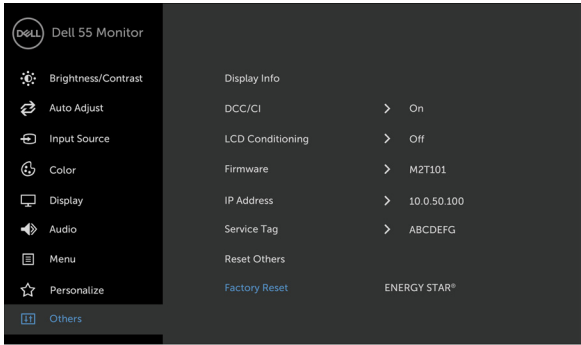 DELL
Dell 55 Monitor
Brightness/Contrast
Auto Adjust
Input Source
Color
Display
Audio
Menu
Personalize
Others
Display Info
DCC/CI On
LCD Conditioning Off
Firmware M2T101
IP Address 10.0.50.100
Service Tag ABCDEFG
Reset Others
Factory Reset ENERGY STAR®